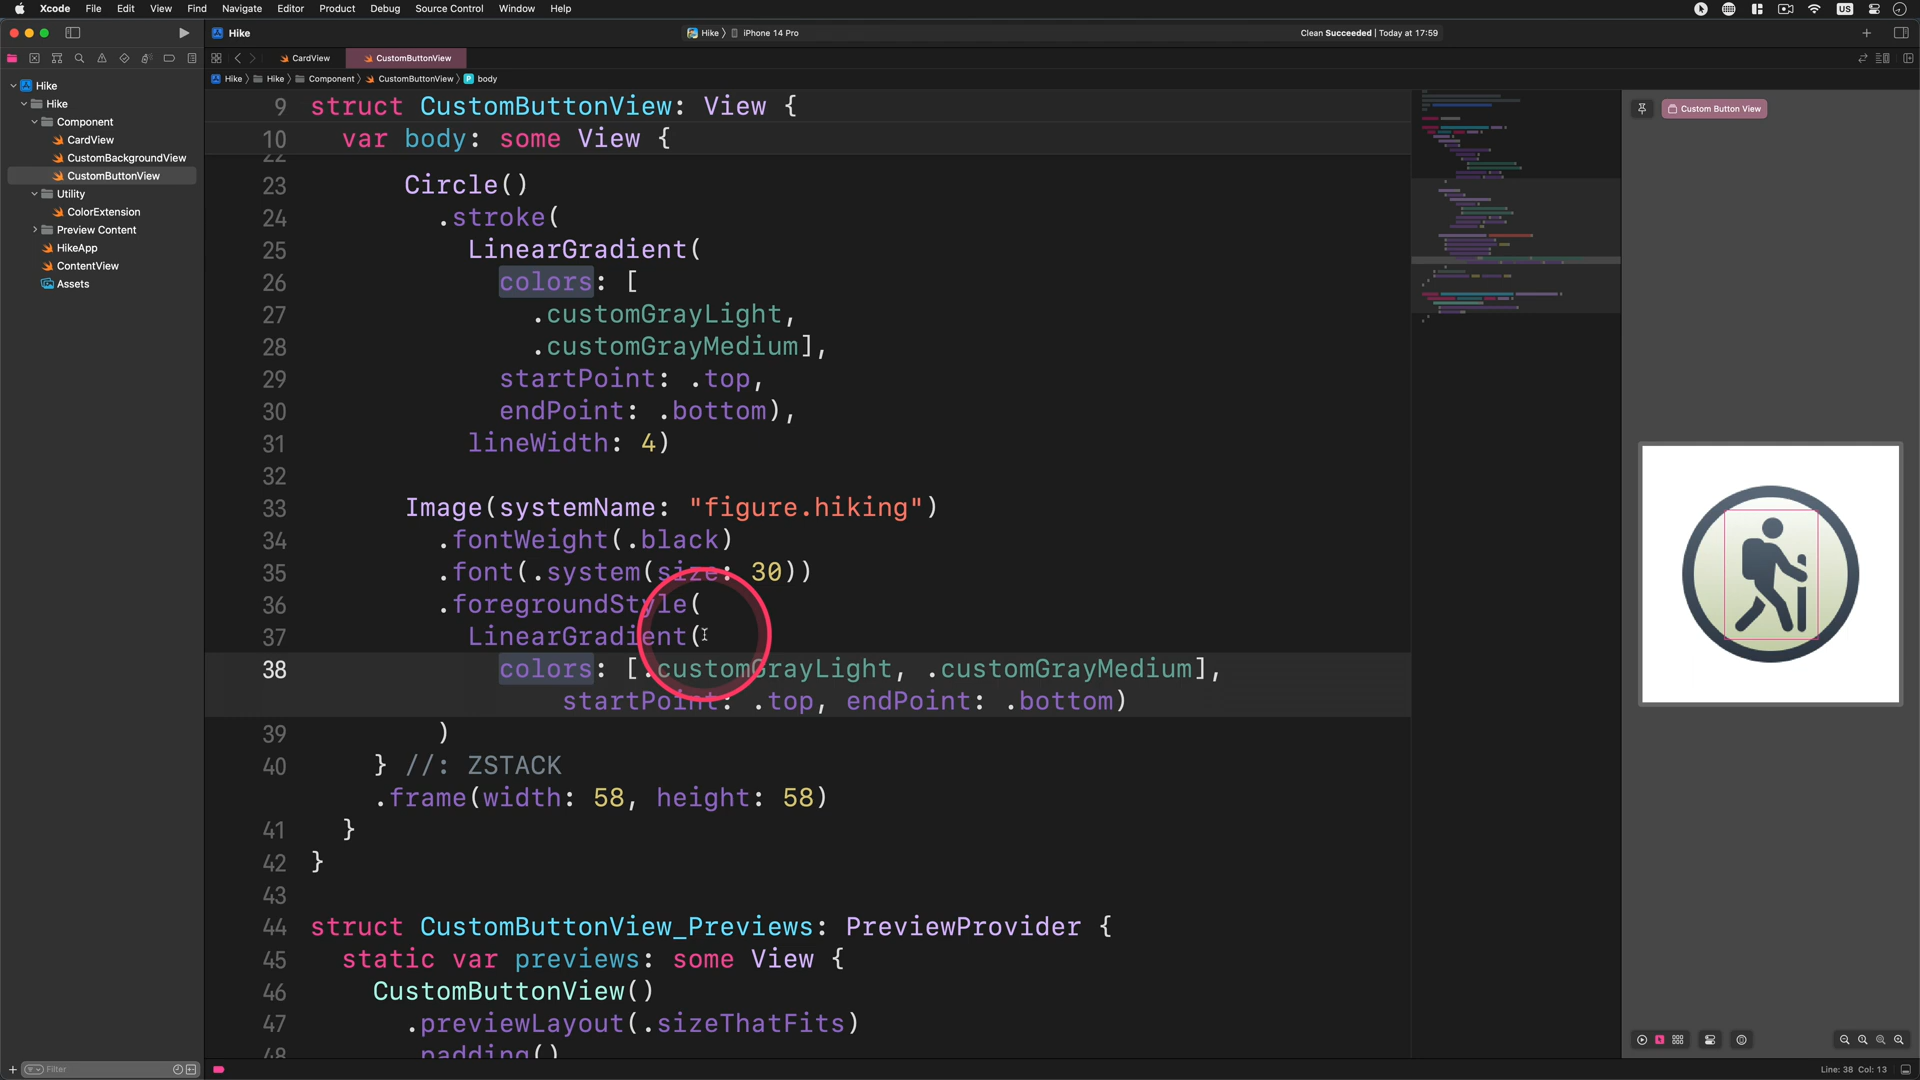 Xcode File Edit View Find Navigate Editor Product Debug Source Control Window Help US
Hike
Hike iPhone 14 Pro
Clean Succeeded | Today at 17:59
CardView CustomButtonView
Hike Hike Component CustomButtonView P body
Hike
Hike
Component
CardView
CustomBackgroundView
CustomButtonView
Utility
ColorExtension
Preview Content
HikeApp
ContentView
Assets
9 struct CustomButtonView: View {
10 var body: some View {
22
23 Circle()
24 .stroke(
25 LinearGradient(
26 colors: [
27 .customGrayLight,
28 .customGrayMedium],
29 startPoint: .top,
30 endPoint: .bottom),
31 lineWidth: 4)
32
33 Image(systemName: "figure.hiking")
34 .fontWeight(.black)
35 .font(.system(size: 30))
36 .foregroundStyle(
37 LinearGradient(
38 colors: [.customGrayLight, .customGrayMedium],
startPoint: .top, endPoint: .bottom)
39 )
40 } //: ZSTACK
.frame(width: 58, height: 58)
41 }
42 }
43
44 struct CustomButtonView_Previews: PreviewProvider {
45 static var previews: some View {
46 CustomButtonView()
47 .previewLayout(.sizeThatFits)
48 .padding()
Custom Button View
Filter
Line: 38 Col: 13